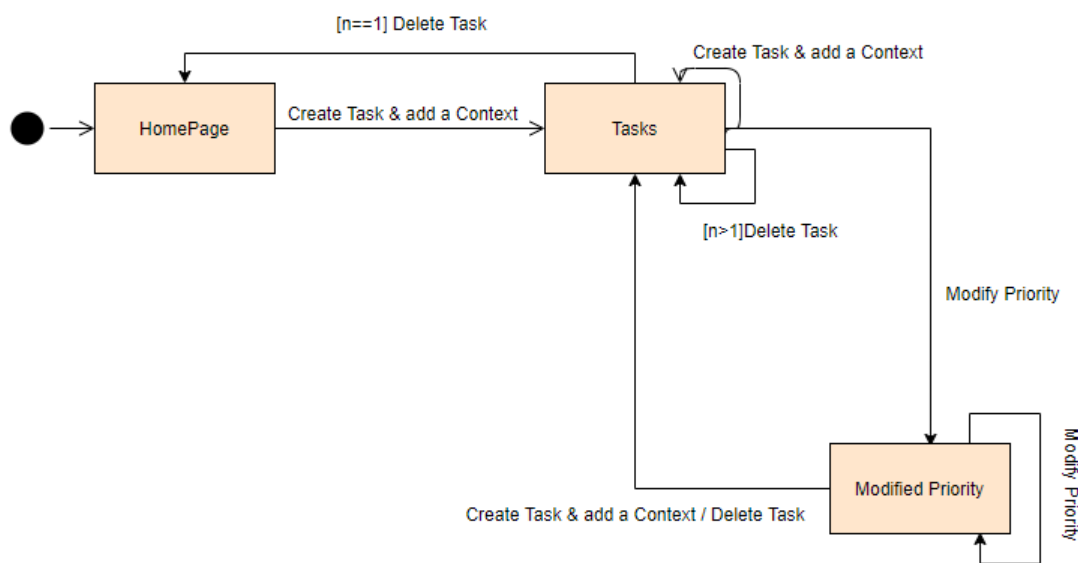 [n==1] Delete Task
Create Task & add a Context
HomePage
Create Task & add a Context
Tasks
[n>1]Delete Task
Modify Priority
Modified Priority
Modify Priority
Create Task & add a Context / Delete Task